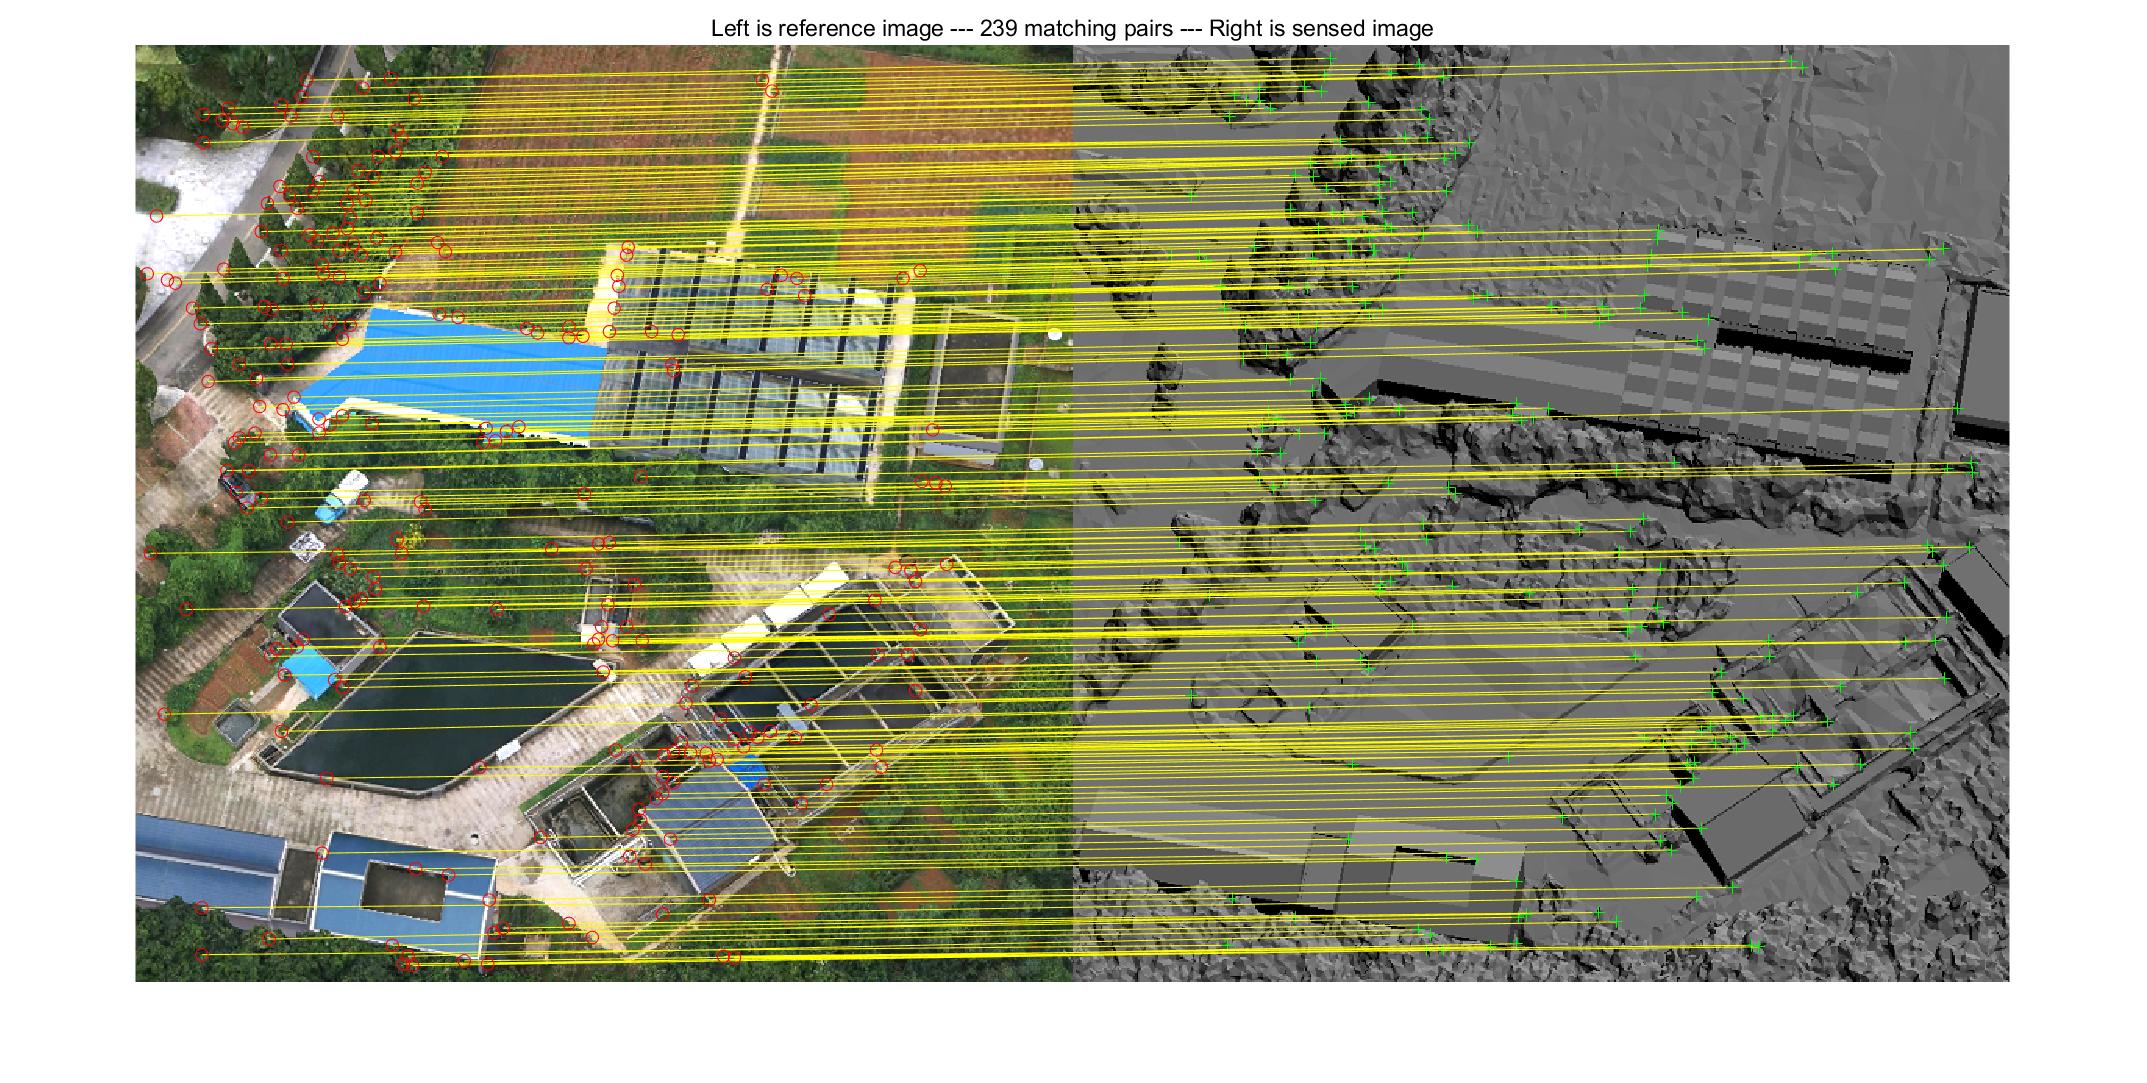 Left is reference image --- 239 matching pairs --- Right is sensed image